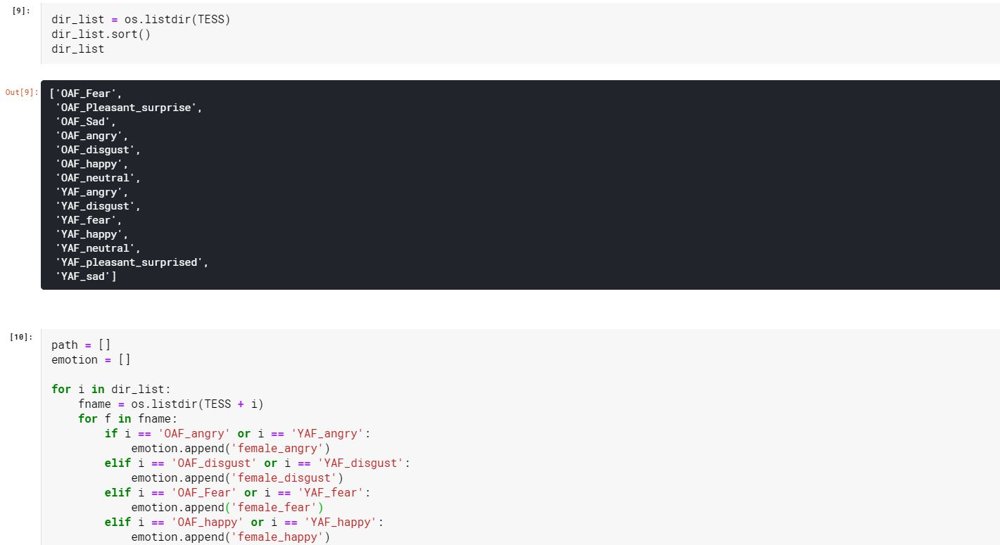 [9]:
dir_list = os.listdir(TESS)
dir_list.sort()
dir_list
Out[9]:
['OAF_Fear',
 'OAF_Pleasant_surprise',
 'OAF_Sad',
 'OAF_angry',
 'OAF_disgust',
 'OAF_happy',
 'OAF_neutral',
 'YAF_angry',
 'YAF_disgust',
 'YAF_fear',
 'YAF_happy',
 'YAF_neutral',
 'YAF_pleasant_surprised',
 'YAF_sad']
[10]:
path = []
emotion = []
for i in dir_list:
    fname = os.listdir(TESS + i)
    for f in fname:
        if i == 'OAF_angry' or i == 'YAF_angry':
            emotion.append('female_angry')
        elif i == 'OAF_disgust' or i == 'YAF_disgust':
            emotion.append('female_disgust')
        elif i == 'OAF_Fear' or i == 'YAF_fear':
            emotion.append('female_fear')
        elif i == 'OAF_happy' or i == 'YAF_happy':
            emotion.append('female_happy')